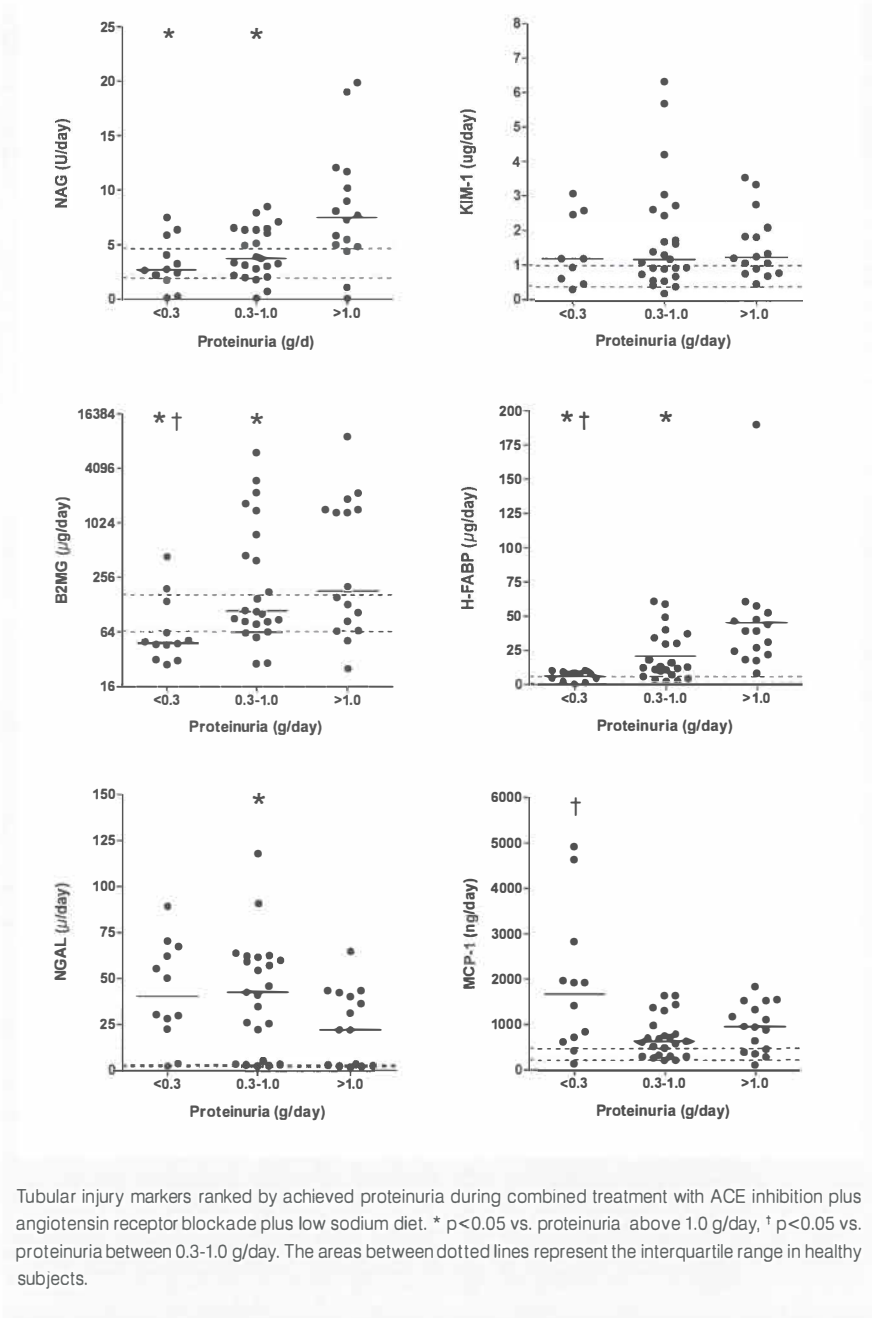 25
20
15
10
5
0
NAG (U/day)
* *
<0.3 0.3-1.0 >1.0
Proteinuria (g/d)
8
7
6
5
4
3
2
1
0
KIM-1 (ug/day)
<0.3 0.3-1.0 >1.0
Proteinuria (g/day)
16384
4096
1024
256
64
16
B2MG (µg/day)
* † *
<0.3 0.3-1.0 >1.0
Proteinuria (g/day)
200
175
150
125
100
75
50
25
0
H-FABP (µg/day)
* † *
<0.3 0.3-1.0 >1.0
Proteinuria (g/day)
150
125
100
75
50
25
0
NGAL (µ/day)
*
<0.3 0.3-1.0 >1.0
Proteinuria (g/day)
6000
5000
4000
3000
2000
1000
0
MCP-1 (ng/day)
†
<0.3 0.3-1.0 >1.0
Proteinuria (g/day)
Tubular injury markers ranked by achieved proteinuria during combined treatment with ACE inhibition plus
angiotensin receptor blockade plus low sodium diet. * p<0.05 vs. proteinuria above 1.0 g/day, † p<0.05 vs.
proteinuria between 0.3-1.0 g/day. The areas between dotted lines represent the interquartile range in healthy
subjects.